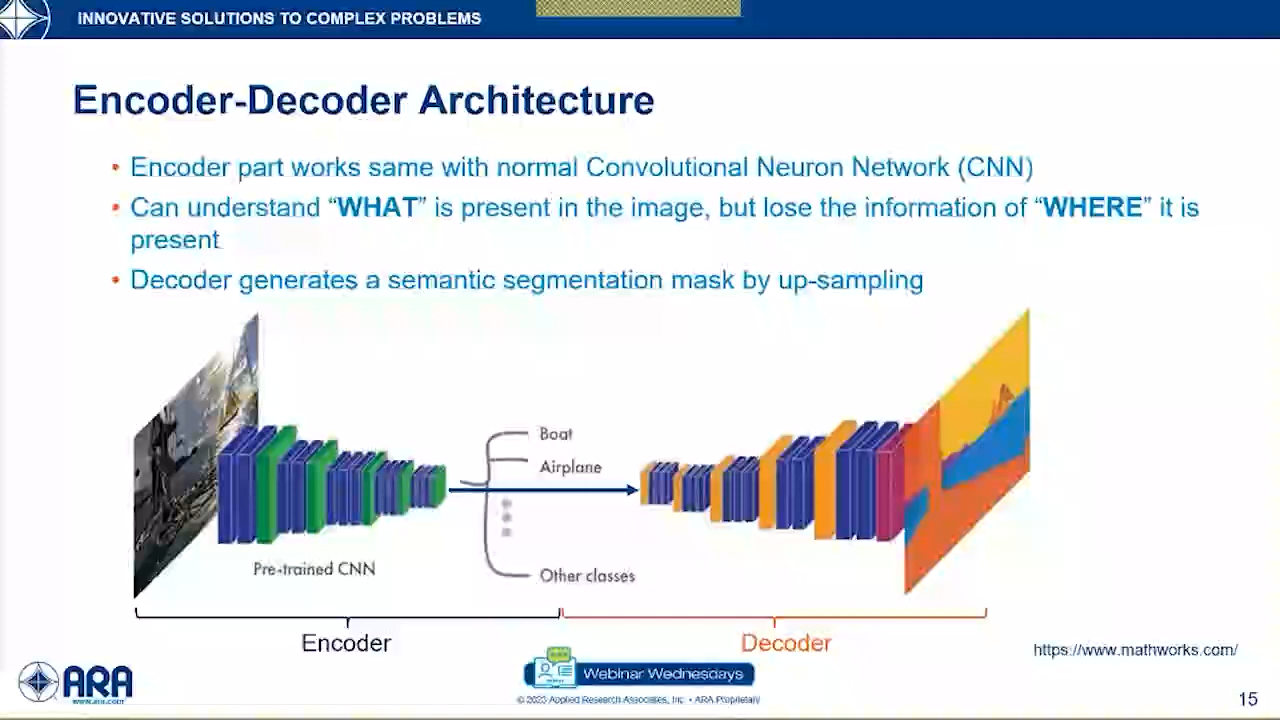 INNOVATIVE SOLUTIONS TO COMPLEX PROBLEMS
Encoder-Decoder Architecture
• Encoder part works same with normal Convolutional Neuron Network (CNN)
• Can understand “WHAT” is present in the image, but lose the information of “WHERE” it is
present
• Decoder generates a semantic segmentation mask by up-sampling
Boat
Airplane
Pre-trained CNN
Other classes
Encoder
Decoder
https://www.mathworks.com/
ARA
www.ara.com
Webinar Wednesdays
© 2023 Applied Research Associates, Inc. • ARA Proprietary
15